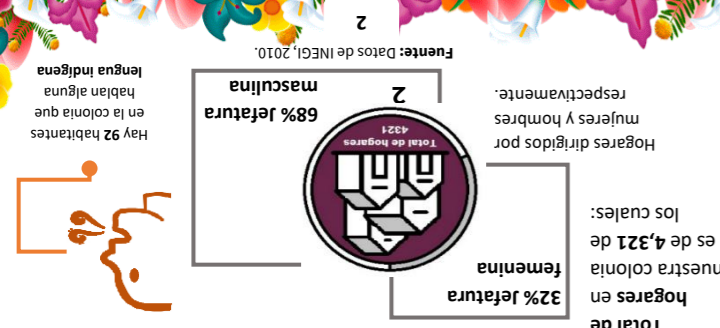 Total de
hogares en
nuestra colonia
es de 4,321 de
los cuales:
32% Jefatura
femenina
Hogares dirigidos por
mujeres y hombres
respectivamente.
Total de hogares
4321
2
68% Jefatura
masculina
Fuente: Datos de INEGI, 2010.
Hay 92 habitantes
en la colonia que
hablan alguna
lengua indígena
2